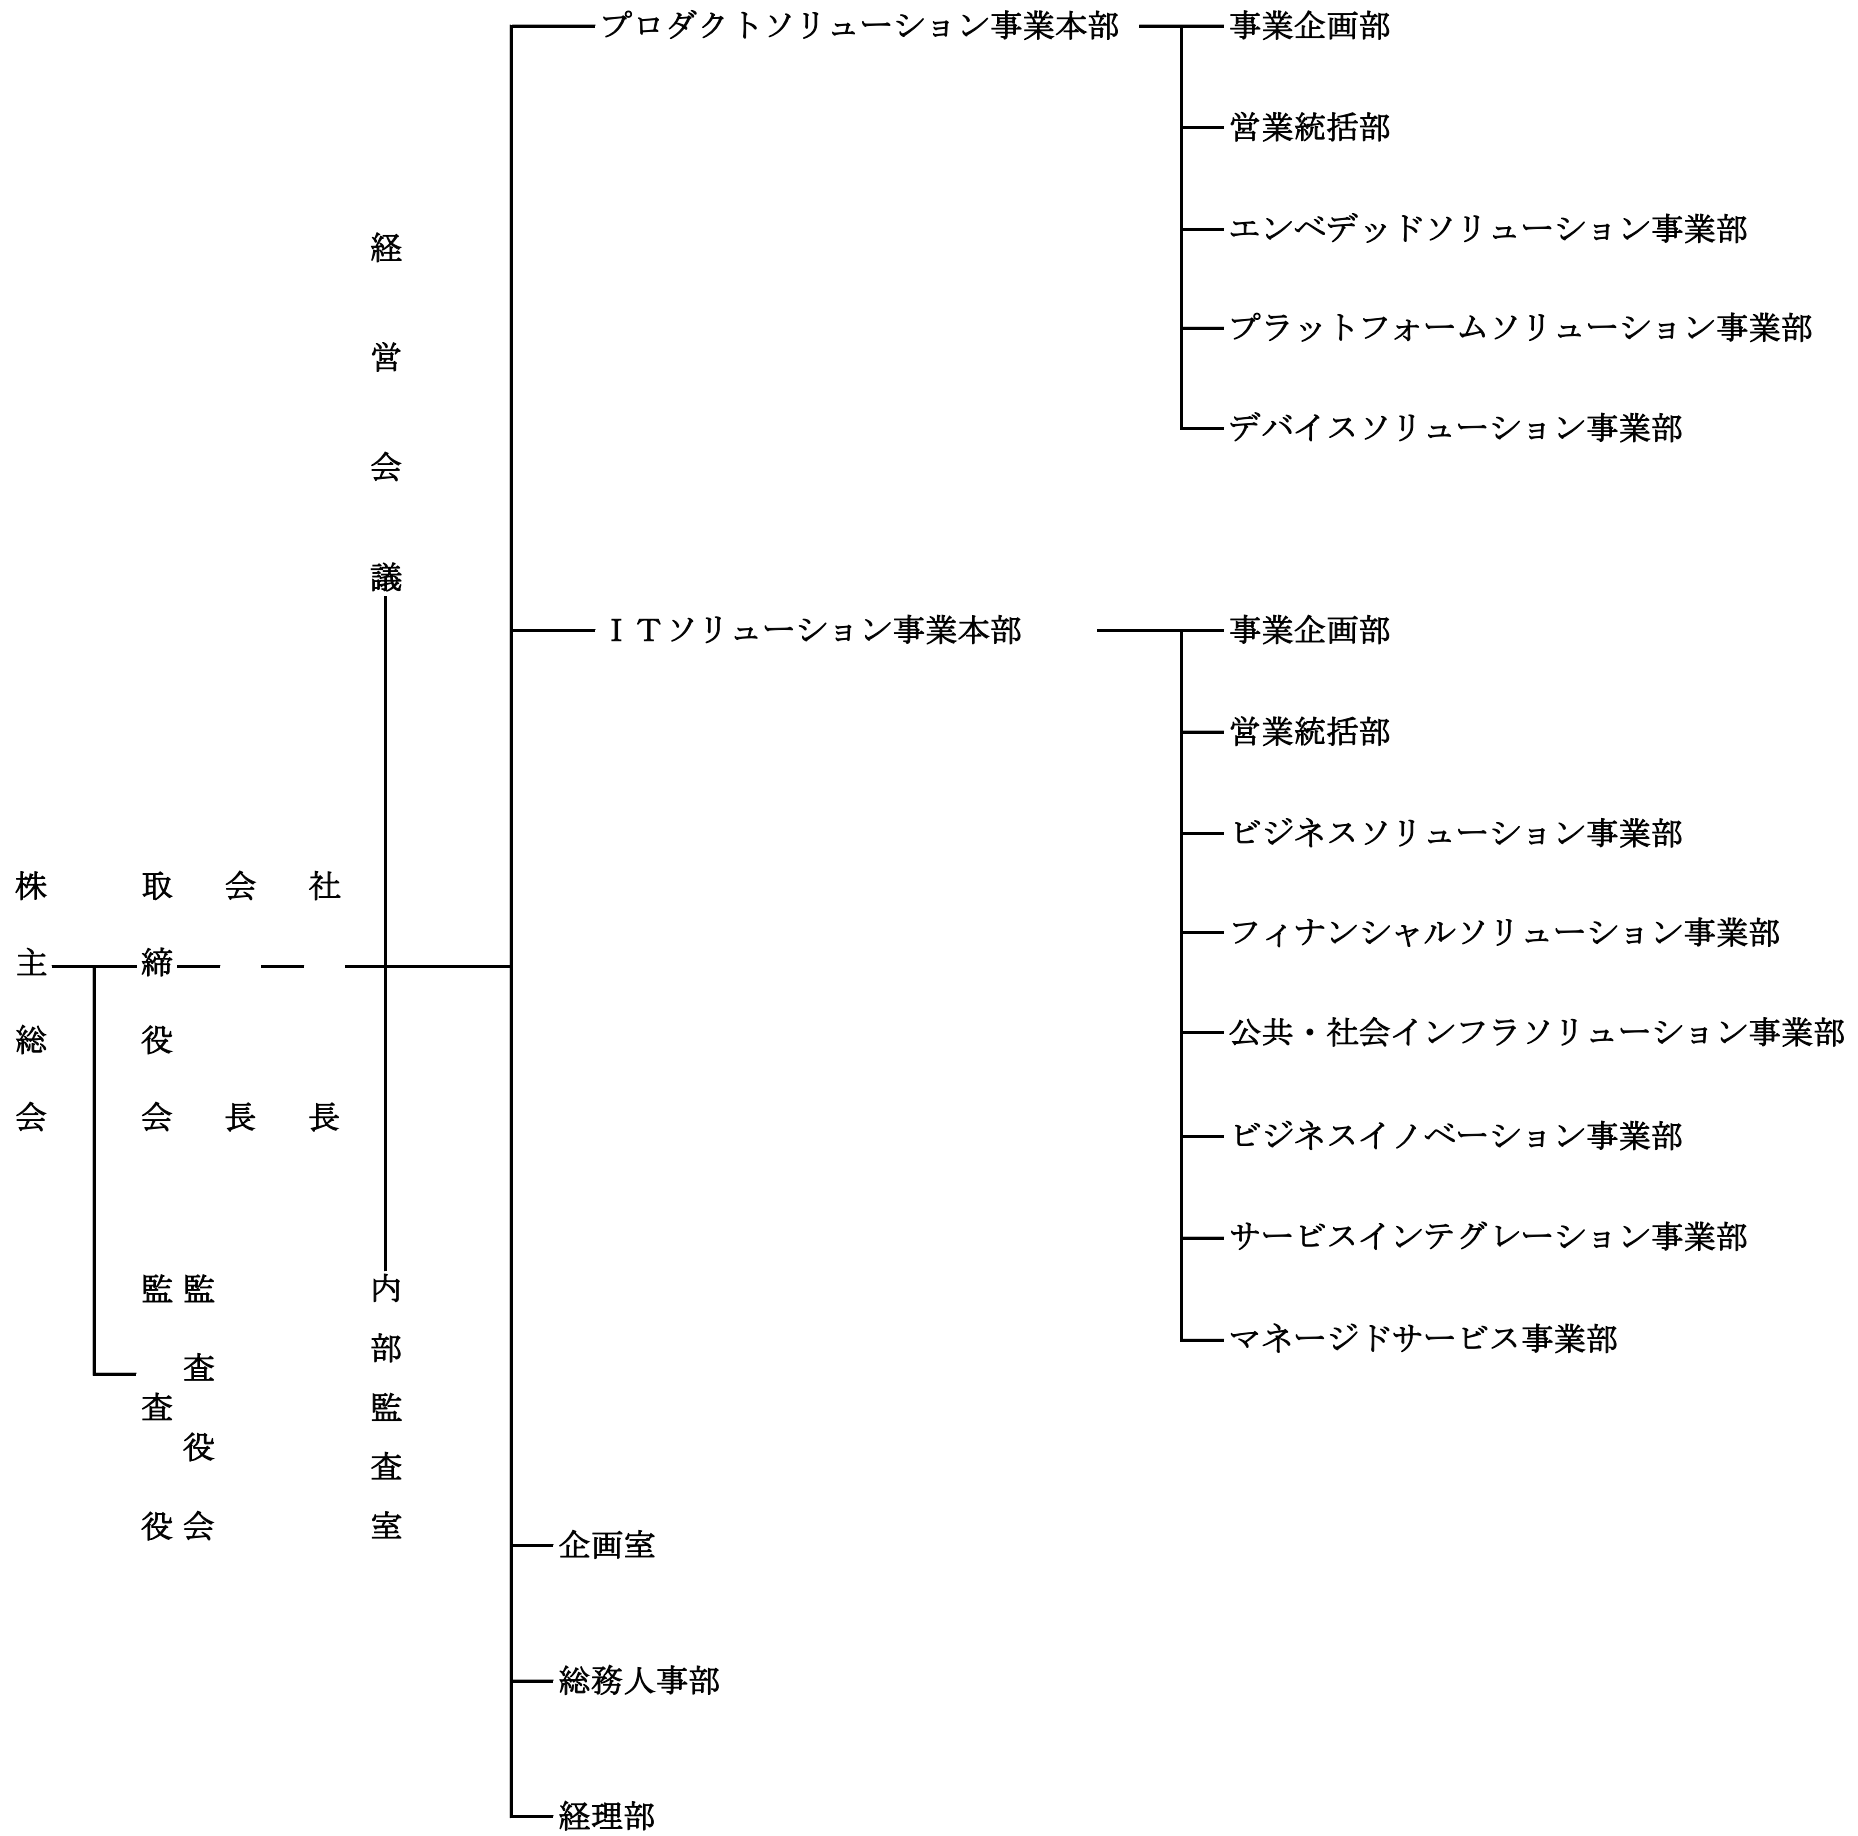 株主総会
取締役会
会長
社長
監査役
監査役会
経営会議
内部監査室
プロダクトソリューション事業本部
事業企画部
営業統括部
エンベデッドソリューション事業部
プラットフォームソリューション事業部
デバイスソリューション事業部
ＩＴソリューション事業本部
事業企画部
営業統括部
ビジネスソリューション事業部
フィナンシャルソリューション事業部
公共・社会インフラソリューション事業部
ビジネスイノベーション事業部
サービスインテグレーション事業部
マネージドサービス事業部
企画室
総務人事部
経理部